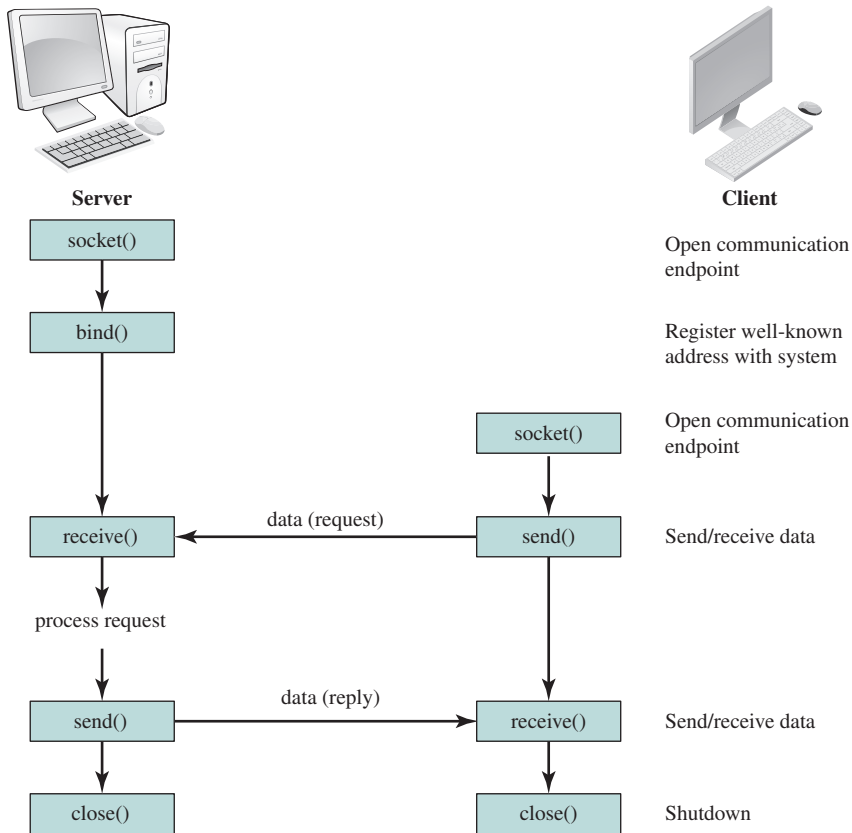 Server
Client
socket()
Open communication
endpoint
bind()
Register well-known
address with system
socket()
Open communication
endpoint
receive()
data (request)
send()
Send/receive data
process request
send()
data (reply)
receive()
Send/receive data
close()
close()
Shutdown